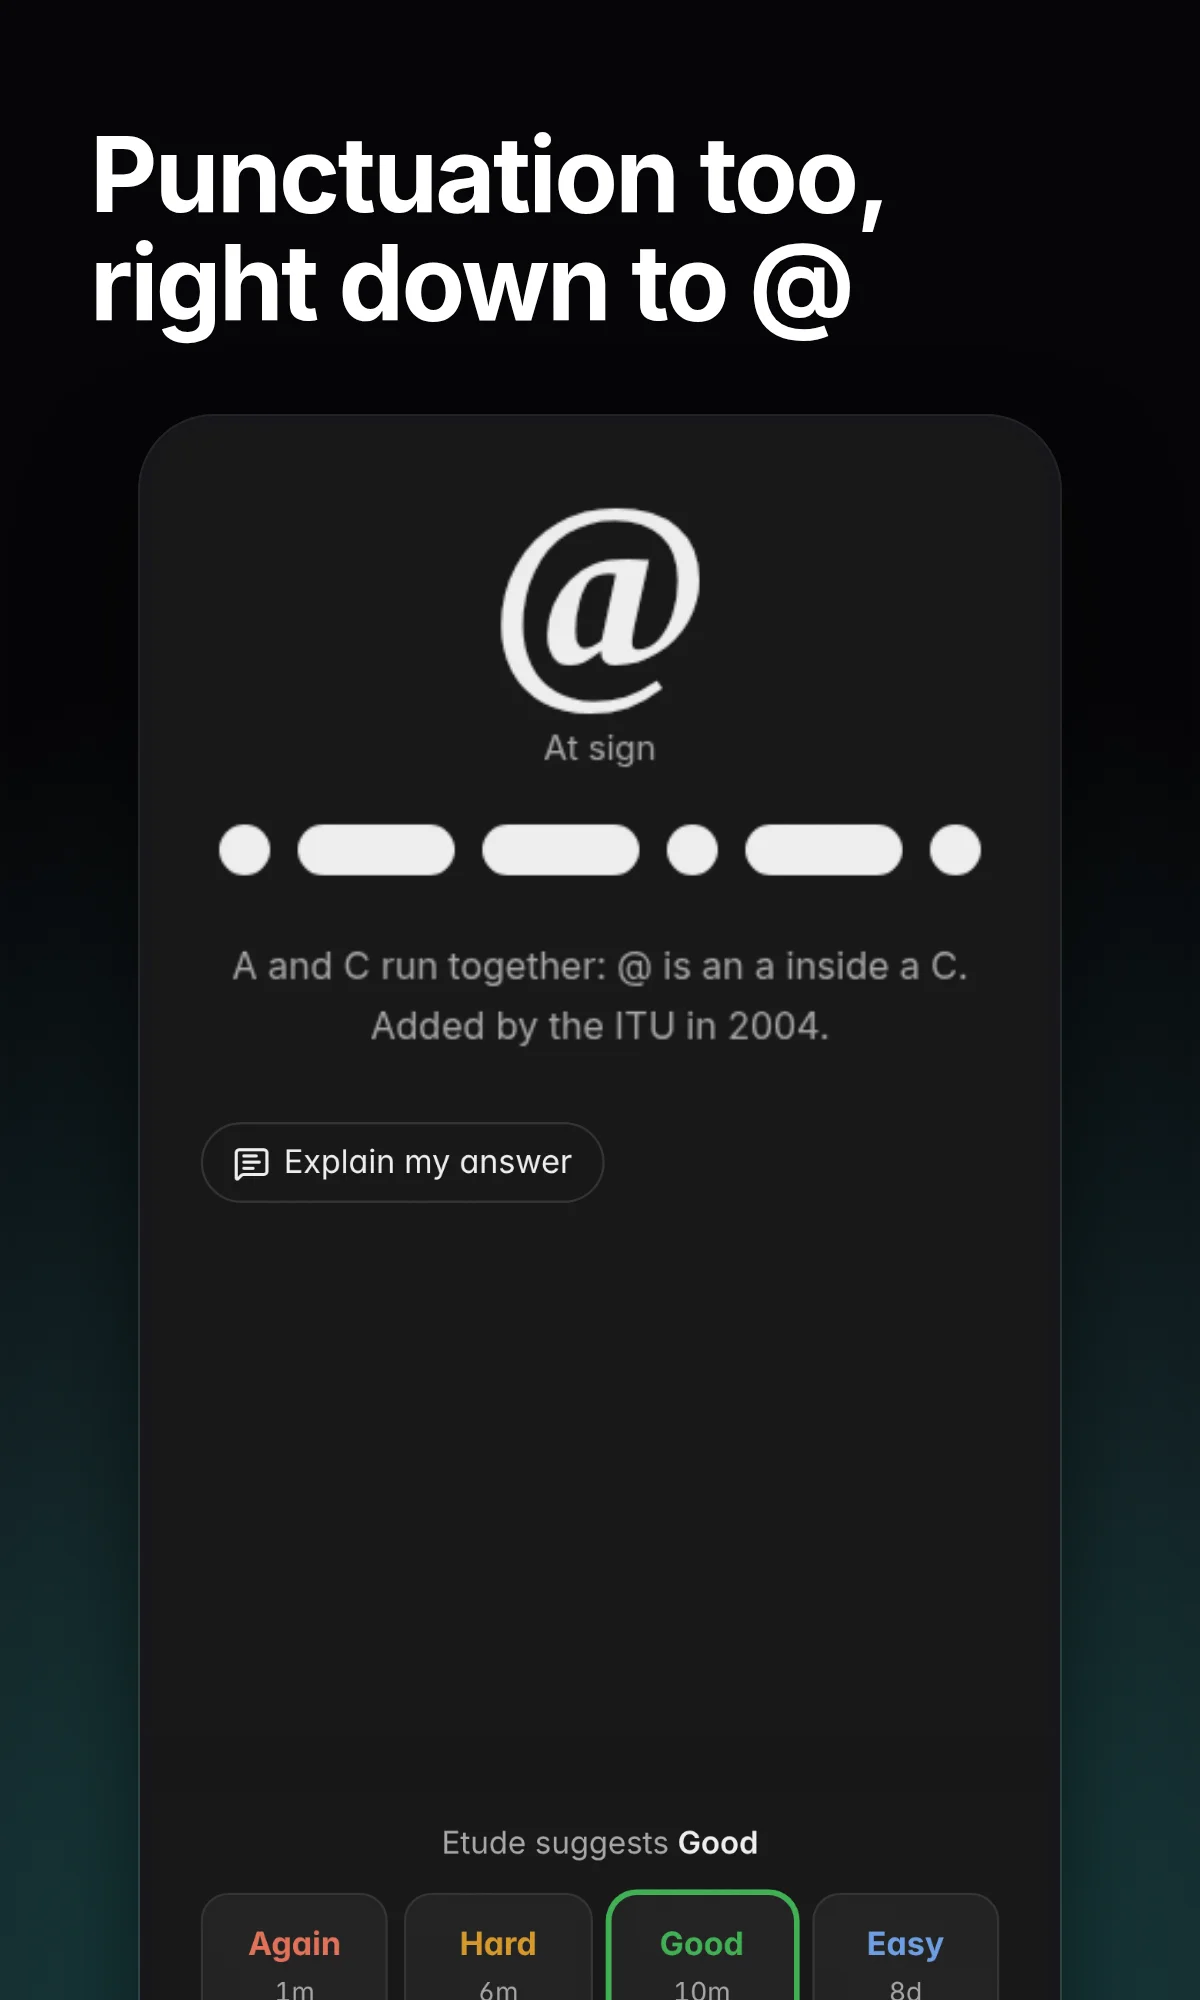 Punctuation too,
right down to @
@
At sign
A and C run together: @ is an a inside a C.
Added by the ITU in 2004.
Explain my answer
Etude suggests Good
Again Hard Good Easy
1m 6m 10m 8d